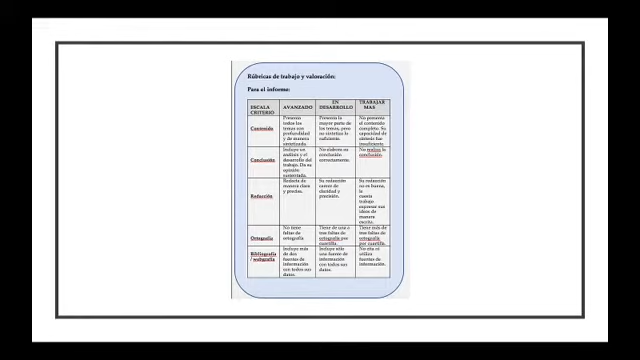 Rúbricas de trabajo y valoración:
Para el informe:
ESCALA
CRITERIO
AVANZADO
EN
DESARROLLO
TRABAJAR
MAS
Contenido
Presenta
todos los
temas con
profundidad
y de manera
sintetizada.
Presenta la
mayor parte de
los temas, pero
no sintetiza lo
suficiente.
No presenta
el contenido
completo. Su
capacidad de
síntesis fue
insuficiente.
Conclusión
Incluye un
análisis y el
desarrollo del
trabajo. Da su
opinión
sustentada.
No elabora su
conclusión
correctamente.
No realizo la
conclusión.
Redacción
Redacta de
manera clara
y precisa.
Su redacción
carece de
claridad y
precisión.
Su redacción
no es buena,
le
cuesta
trabajo
expresar sus
ideas de
manera
escrita.
Ortografía
No tiene
faltas de
ortografía
Tiene de una a
tres faltas de
ortografía por
cuartilla
Tiene más de
tres faltas de
ortografía
por cuartilla.
Bibliografía
/ webgrafía
Incluye más
de dos
fuentes de
información
con todos sus
datos.
Incluye sólo
una fuente de
información
con todos sus
datos.
No cita ni
utiliza
fuentes de
información.